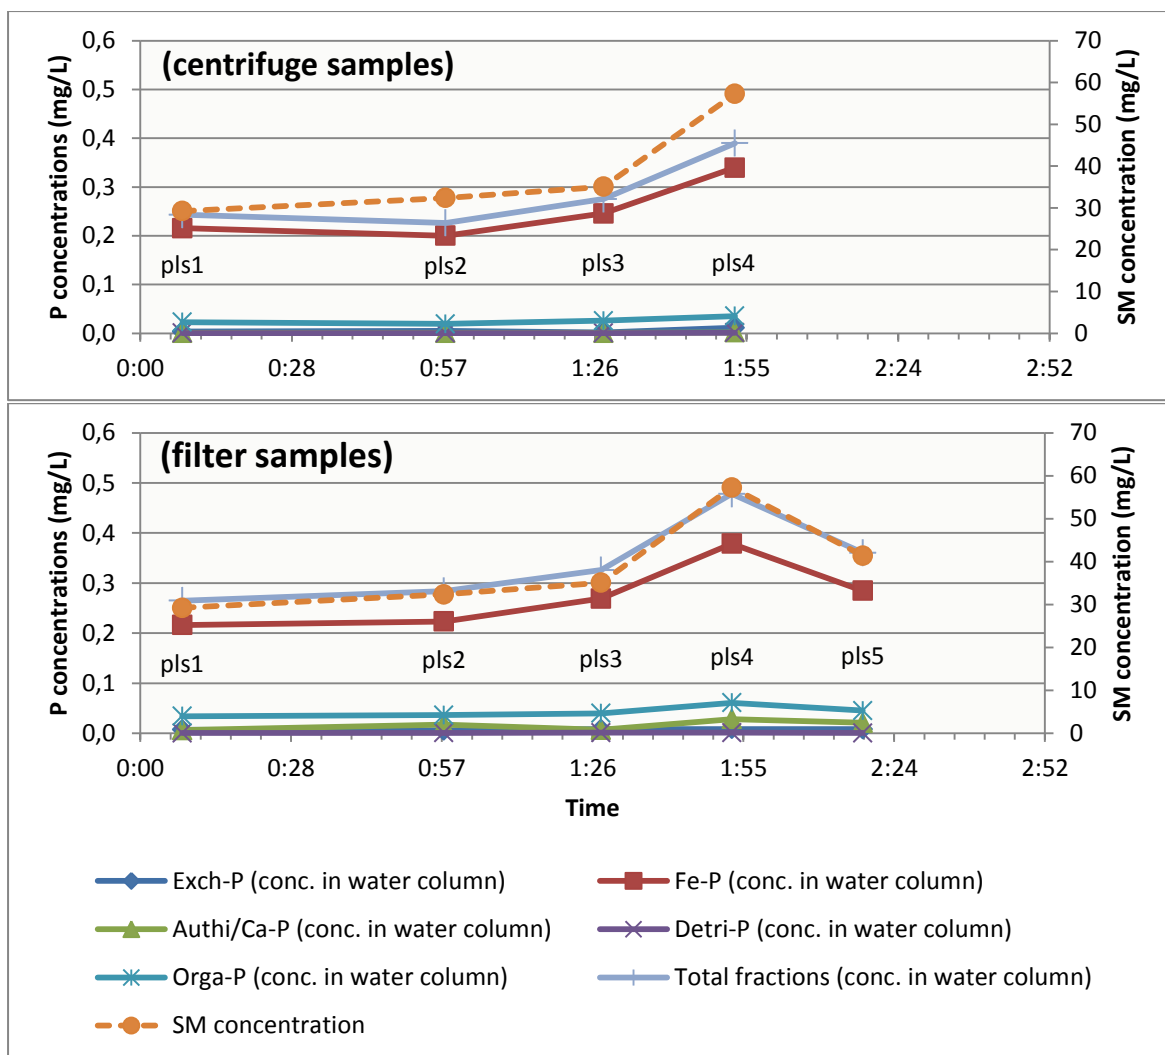 (centrifuge samples)
P concentrations (mg/L)
0,6
0,5
0,4
0,3
0,2
0,1
0,0
70
60
50
40
30
20
10
0
SM concentration (mg/L)
pls1
pls2
pls3
pls4
0:00
0:28
0:57
1:26
1:55
2:24
2:52
(filter samples)
P concentrations (mg/L)
0,6
0,5
0,4
0,3
0,2
0,1
0,0
70
60
50
40
30
20
10
0
SM concentration (mg/L)
pls1
pls2
pls3
pls4
pls5
0:00
0:28
0:57
1:26
1:55
2:24
2:52
Time
Exch-P (conc. in water column)
Fe-P (conc. in water column)
Authi/Ca-P (conc. in water column)
Detri-P (conc. in water column)
Orga-P (conc. in water column)
Total fractions (conc. in water column)
SM concentration